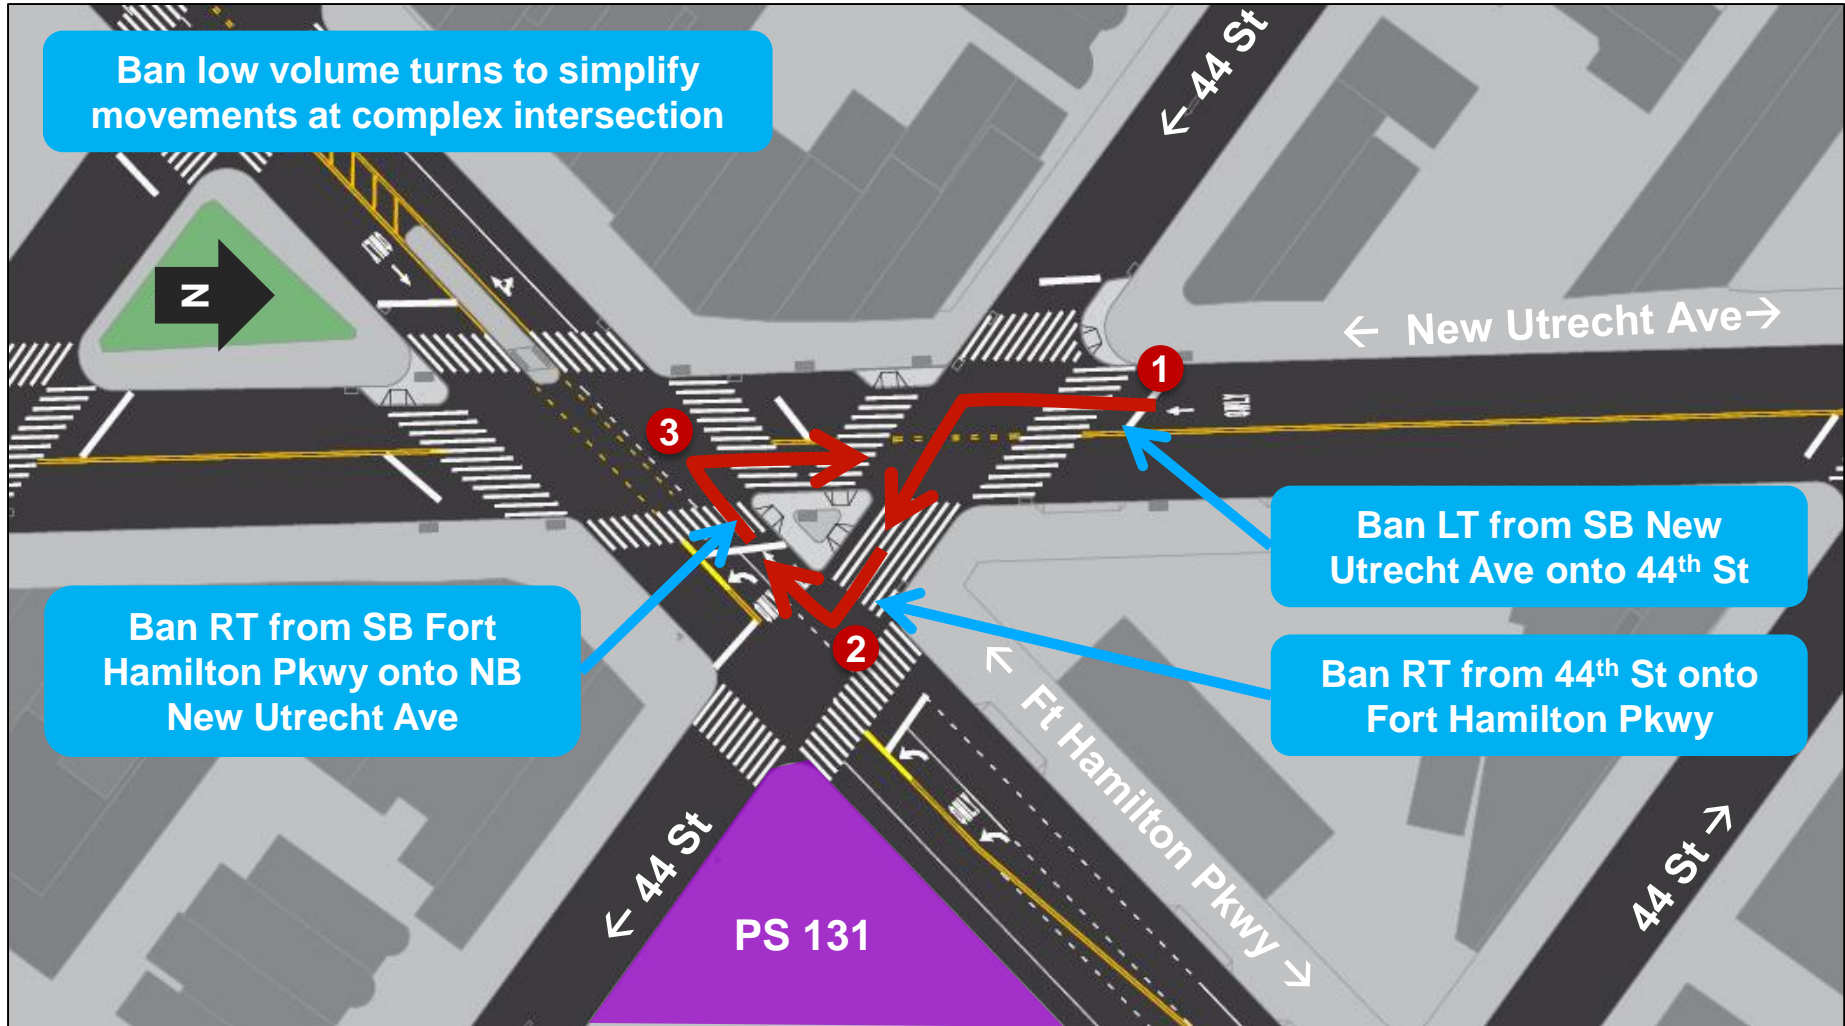 Ban low volume turns to simplify
movements at complex intersection
← 44 St
N
← New Utrecht Ave→
1
ONLY
3
Ban LT from SB New
Utrecht Ave onto 44th St
Ban RT from SB Fort
Hamilton Pkwy onto NB
New Utrecht Ave
2
Ban RT from 44th St onto
Fort Hamilton Pkwy
← Ft Hamilton Pkwy →
← 44 St
44 St →
PS 131